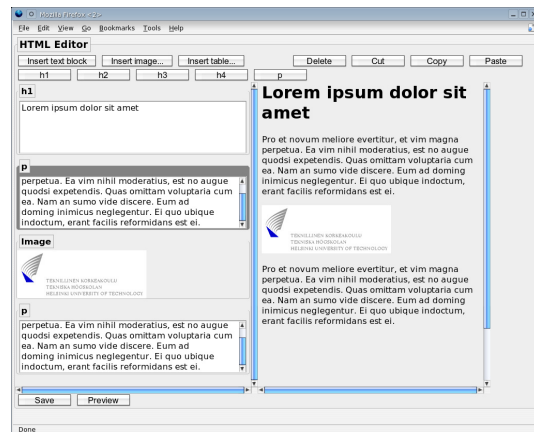 Mozilla Firefox <2>
File Edit View Go Bookmarks Tools Help
HTML Editor
Insert text block Insert image... Insert table... Delete Cut Copy Paste
h1 h2 h3 h4 p
h1
Lorem ipsum dolor sit amet
p
perpetua. Ea vim nihil moderatius, est no augue
quodsi expetendis. Quas omittam voluptaria cum
ea. Nam an sumo vide discere. Eum ad
doming inimicus neglegentur. Ei quo ubique
indoctum, erant facilis reformidans est ei.
Image
TEKNILLINEN KORKEAKOULU
TEKNISKA HÖGSKOLAN
HELSINKI UNIVERSITY OF TECHNOLOGY
p
perpetua. Ea vim nihil moderatius, est no augue
quodsi expetendis. Quas omittam voluptaria cum
ea. Nam an sumo vide discere. Eum ad
doming inimicus neglegentur. Ei quo ubique
indoctum, erant facilis reformidans est ei.
Lorem ipsum dolor sit
amet
Pro et novum meliore evertitur, et vim magna
perpetua. Ea vim nihil moderatius, est no augue
quodsi expetendis. Quas omittam voluptaria cum
ea. Nam an sumo vide discere. Eum ad doming
inimicus neglegentur. Ei quo ubique indoctum,
erant facilis reformidans est ei.
TEKNILLINEN KORKEAKOULU
TEKNISKA HÖGSKOLAN
HELSINKI UNIVERSITY OF TECHNOLOGY
Pro et novum meliore evertitur, et vim magna
perpetua. Ea vim nihil moderatius, est no augue
quodsi expetendis. Quas omittam voluptaria cum
ea. Nam an sumo vide discere. Eum ad doming
inimicus neglegentur. Ei quo ubique indoctum,
erant facilis reformidans est ei.
Save Preview
Done